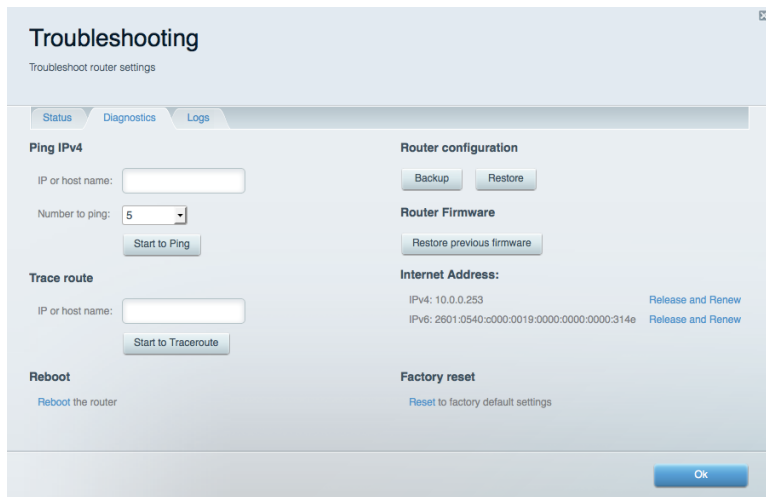 Troubleshooting
Troubleshoot router settings
Status
Diagnostics
Logs
Ping IPv4
IP or host name:
Number to ping:
5
Start to Ping
Trace route
IP or host name:
Start to Traceroute
Reboot
Reboot the router
Router configuration
Backup
Restore
Router Firmware
Restore previous firmware
Internet Address:
IPv4: 10.0.0.253
Release and Renew
IPv6: 2601:0540:c000:0019:0000:0000:0000:314e
Release and Renew
Factory reset
Reset to factory default settings
Ok